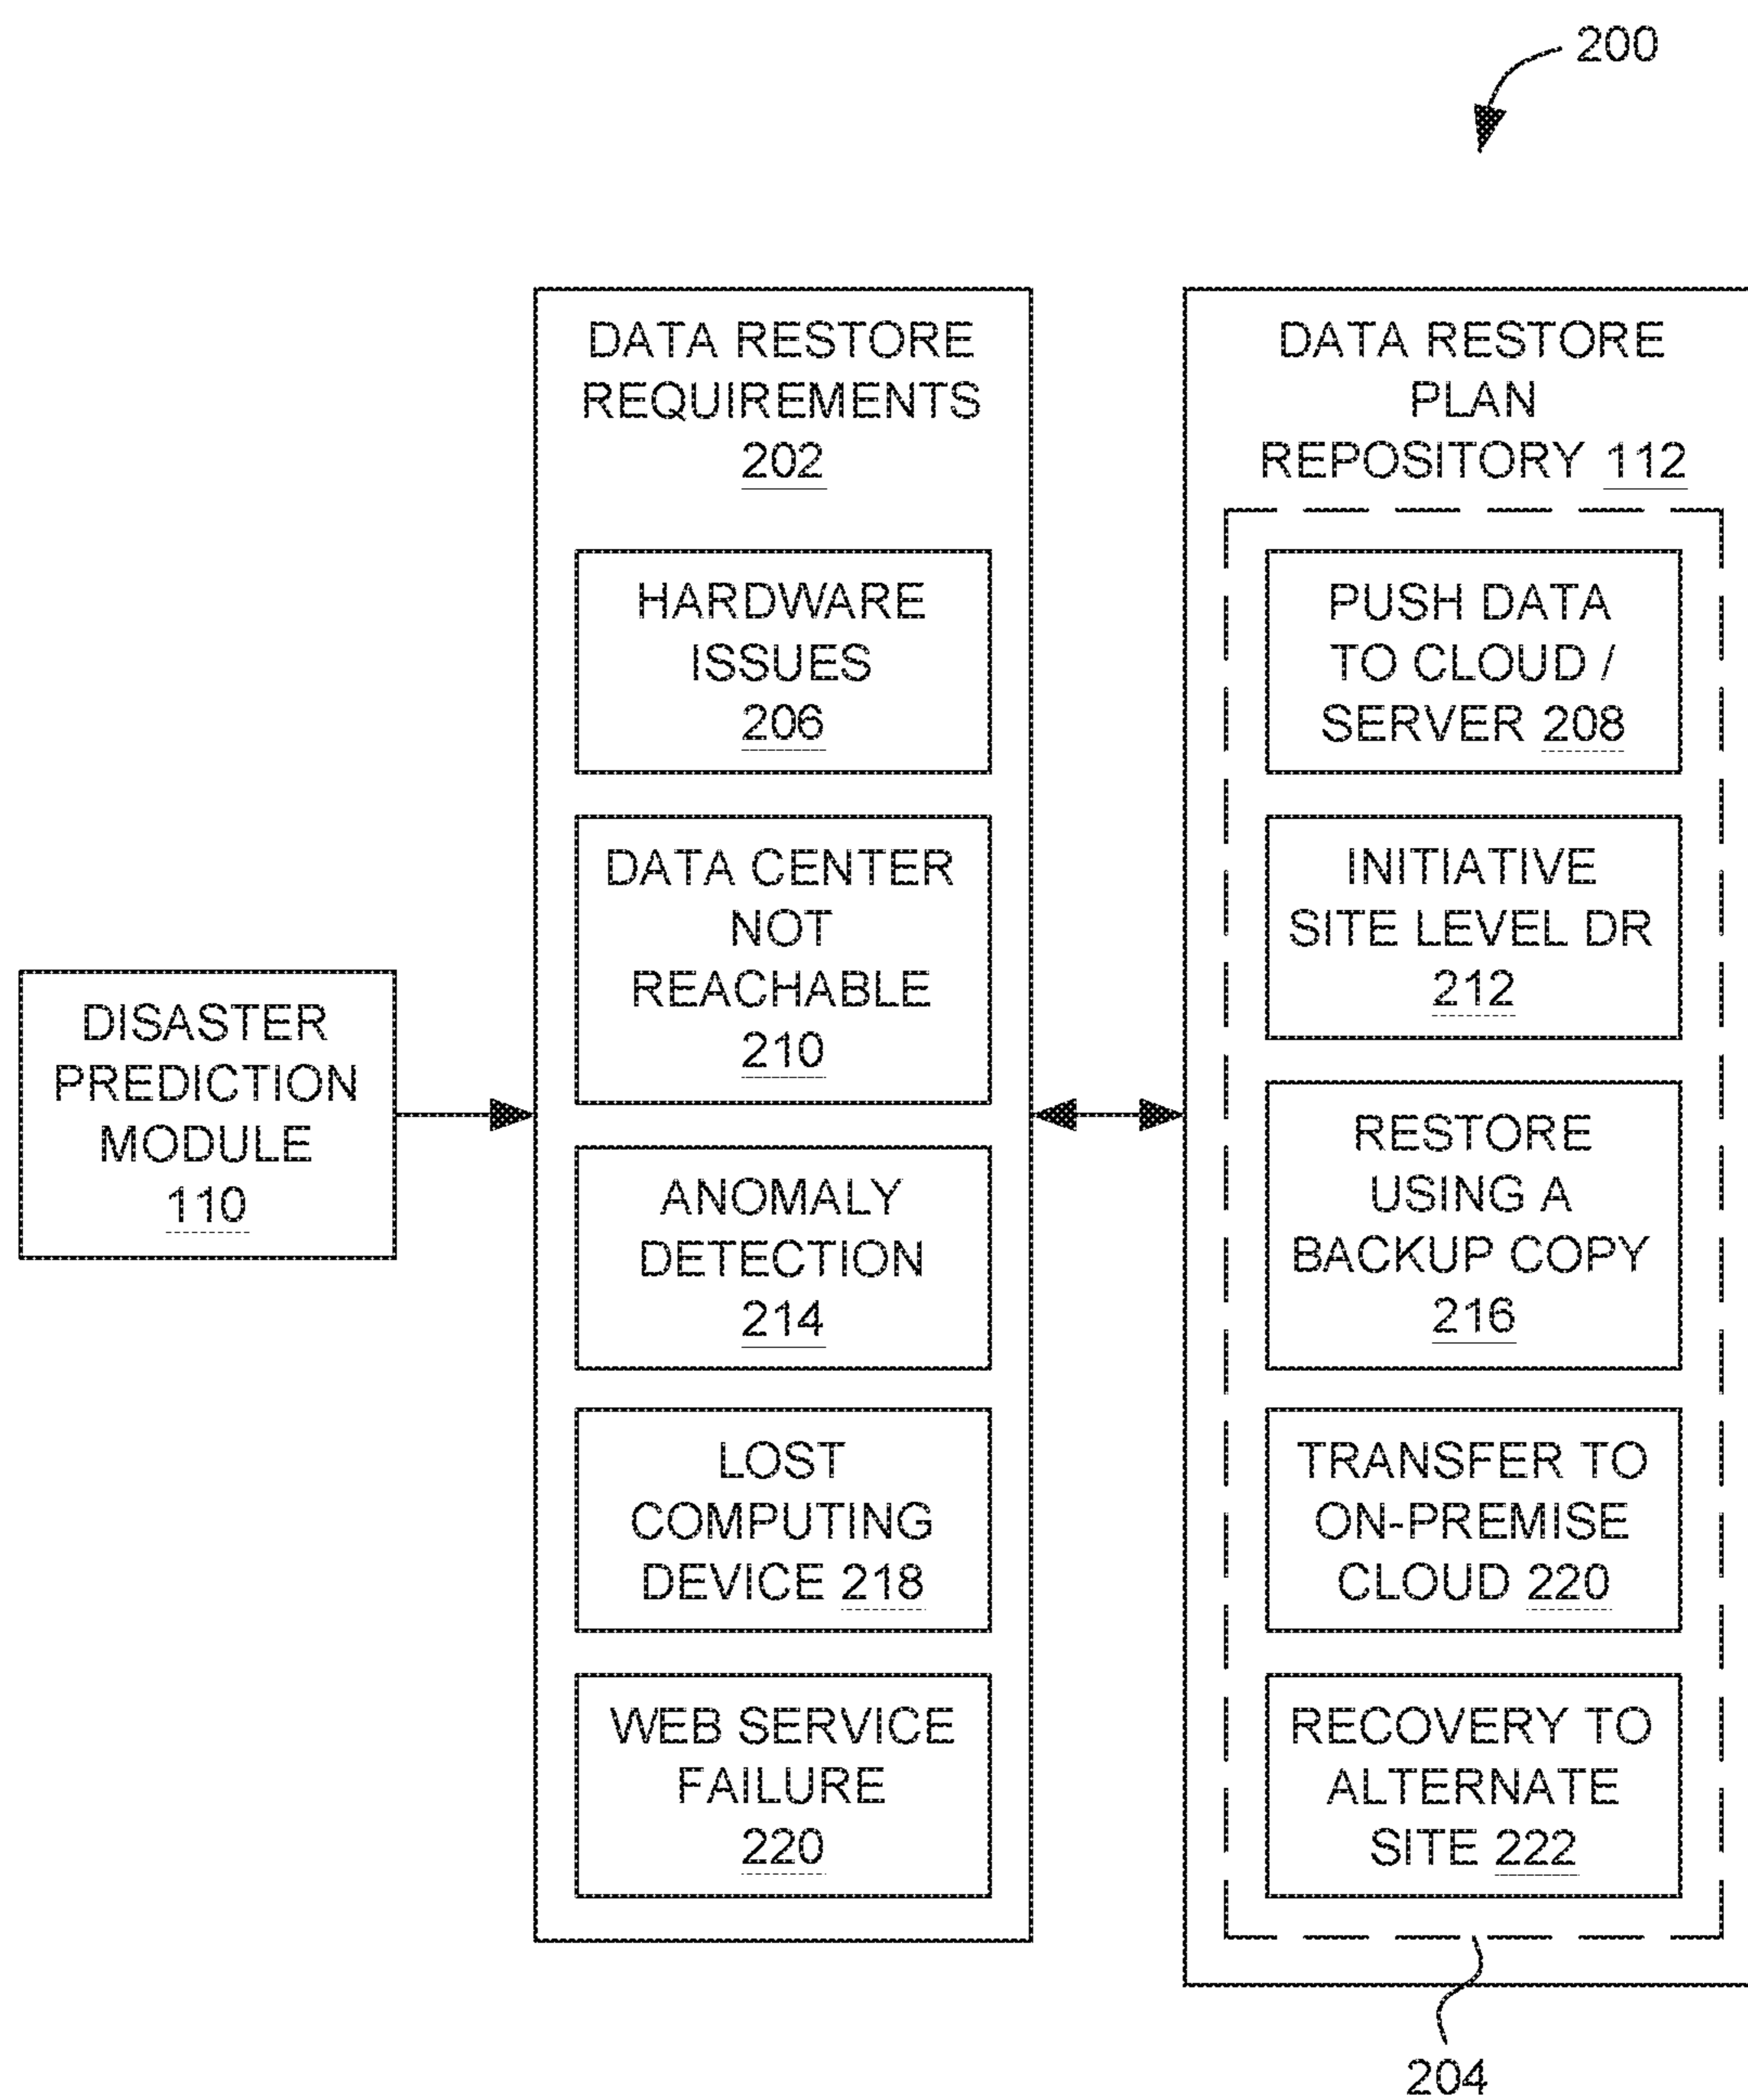 200
DATA RESTORE
REQUIREMENTS
202
HARDWARE
ISSUES
206
DATA CENTER
NOT
REACHABLE
210
ANOMALY
DETECTION
214
LOST
COMPUTING
DEVICE 218
WEB SERVICE
FAILURE
220
DATA RESTORE
PLAN
REPOSITORY 112
PUSH DATA
TO CLOUD /
SERVER 208
INITIATIVE
SITE LEVEL DR
212
RESTORE
USING A
BACKUP COPY
216
TRANSFER TO
ON-PREMISE
CLOUD 220
RECOVERY TO
ALTERNATE
SITE 222
DISASTER
PREDICTION
MODULE
110
204